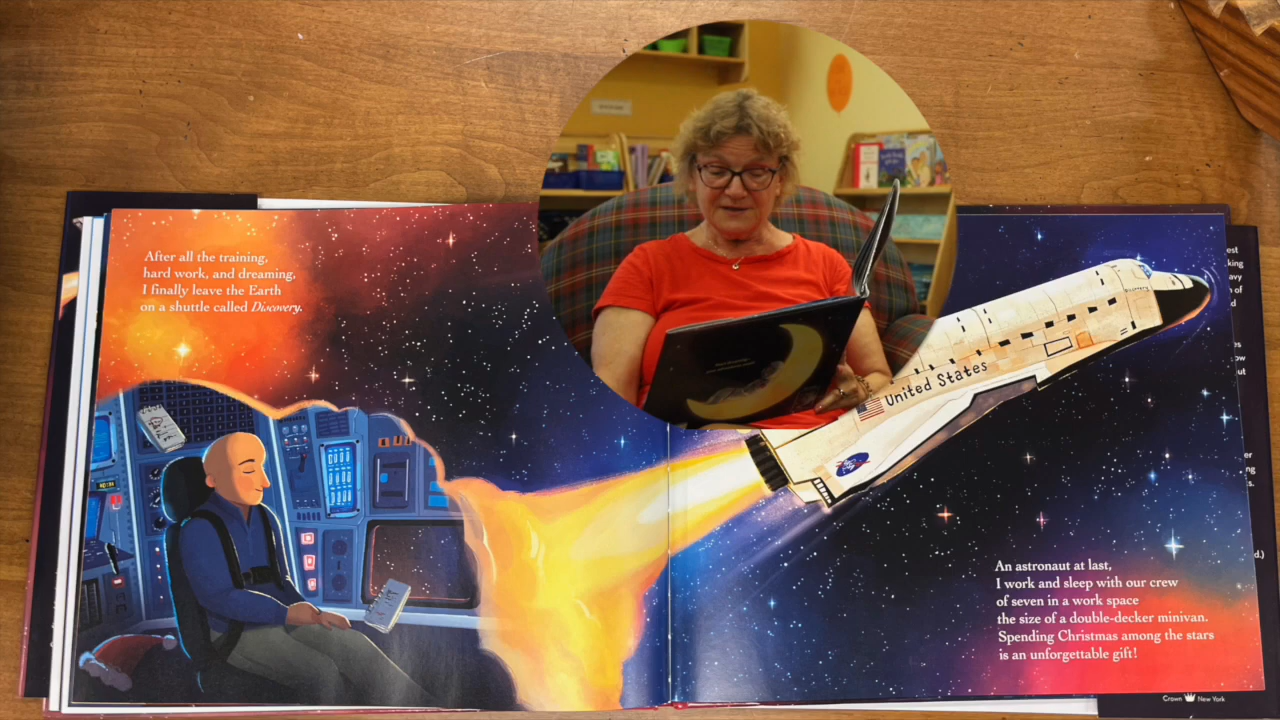 After all the training,
hard work, and dreaming,
I finally leave the Earth
on a shuttle called Discovery.
United States
An astronaut at last,
I work and sleep with our crew
of seven in a work space
the size of a double-decker minivan.
Spending Christmas among the stars
is an unforgettable gift!
Crown New York